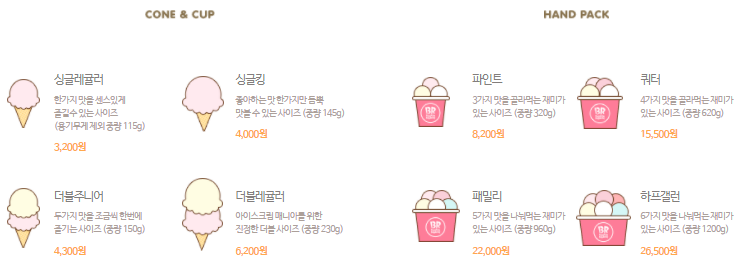 CONE & CUP
싱글레귤러
한가지 맛을 센스있게
즐길수 있는 사이즈
(용기무게 제외 중량 115g)
3,200원
싱글킹
좋아하는 맛 한가지만 듬뿍
맛볼 수 있는 사이즈 (중량 145g)
4,000원
더블주니어
두가지 맛을 조금씩 한번에
즐기는 사이즈 (중량 150g)
4,300원
더블레귤러
아이스크림 매니아를 위한
진정한 더블 사이즈 (중량 230g)
6,200원
HAND PACK
파인트
3가지 맛을 골라먹는 재미가
있는 사이즈 (중량 320g)
8,200원
쿼터
4가지 맛을 골라먹는 재미가
있는 사이즈 (중량 620g)
15,500원
패밀리
5가지 맛을 나눠먹는 재미가
있는 사이즈 (중량 960g)
22,000원
하프갤런
6가지 맛을 나눠먹는 재미가
있는 사이즈 (중량 1200g)
26,500원